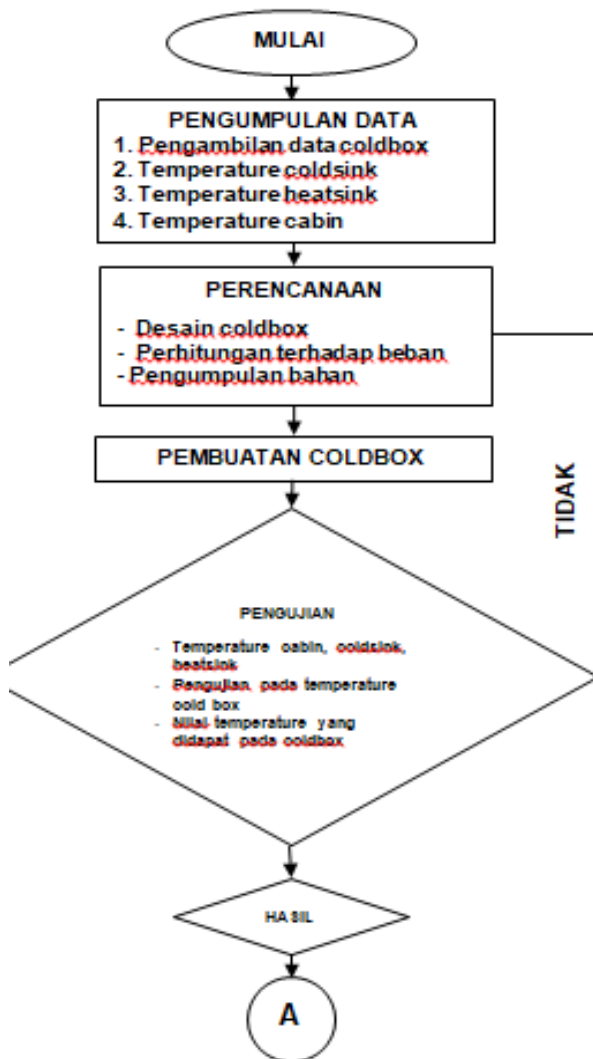 MULAI
PENGUMPULAN DATA
1. Pengambilan data coldbox
2. Temperature coldsink
3. Temperature heatsink
4. Temperature cabin
PERENCANAAN
- Desain coldbox
- Perhitungan terhadap beban
- Pengumpulan bahan
PEMBUATAN COLDBOX
TIDAK
PENGUJIAN
- Temperature cabin, coldsink,
heatsink
- Pengujian pada temperature
cold box
- Nilai temperature yang
didapat pada coldbox
HASIL
A